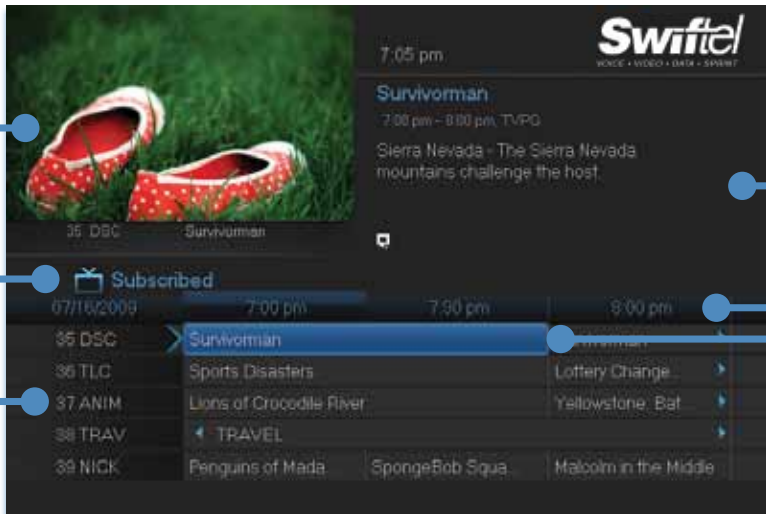 7:05 pm
Swiftel
VOICE • VIDEO • DATA • SPRINT
Survivorman
7:00 pm - 8:00 pm, TVPG
Sierra Nevada - The Sierra Nevada
mountains challenge the host.
35 DSC Survivorman
Subscribed
07/16/2009 7:00 pm 7:30 pm 8:00 pm
35 DSC Survivorman Survivorman
36 TLC Sports Disasters Lottery Change...
37 ANIM Lions of Crocodile River Yellowstone: Bat...
38 TRAV TRAVEL
39 NICK Penguins of Mada... SpongeBob Squa... Malcolm in the Middle